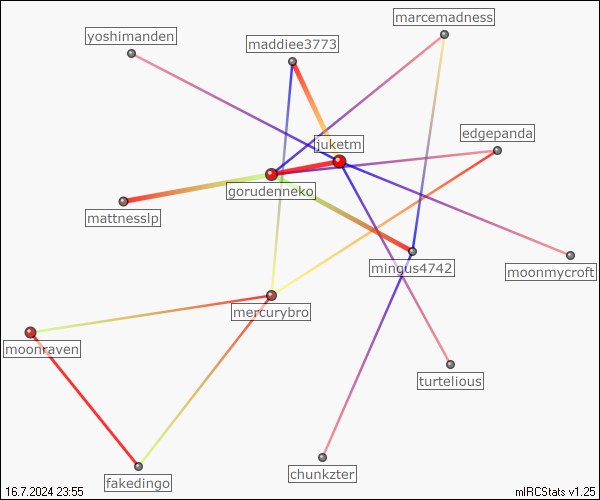 marcemadness
yoshimanden
maddiee3773
edgepanda
juketm
gorudenneko
mattnesslp
mingus4742
moonmycroft
mercurybro
moonraven
turtelious
chunkzter
fakedingo
16.7.2024 23:55
mIRCStats v1.25